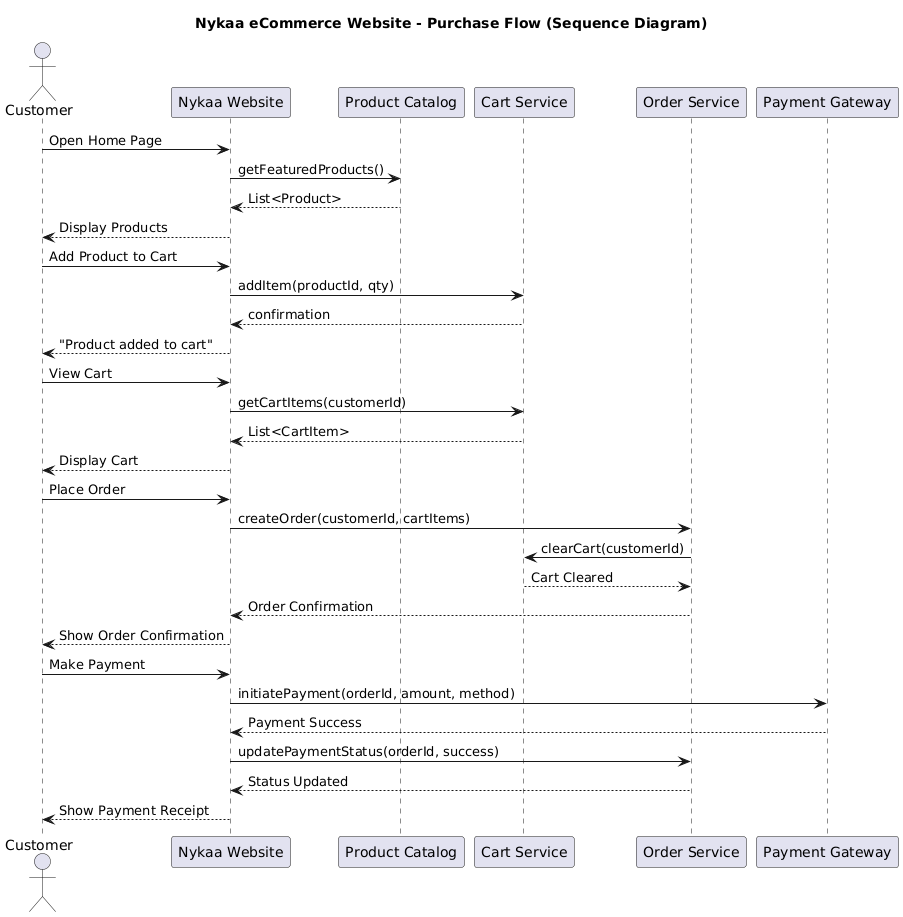 Nykaa eCommerce Website - Purchase Flow (Sequence Diagram)
Customer
Nykaa Website
Product Catalog
Cart Service
Order Service
Payment Gateway
Open Home Page
getFeaturedProducts()
List<Product>
Display Products
Add Product to Cart
addItem(productId, qty)
confirmation
"Product added to cart"
View Cart
getCartItems(customerId)
List<CartItem>
Display Cart
Place Order
createOrder(customerId, cartItems)
clearCart(customerId)
Cart Cleared
Order Confirmation
Show Order Confirmation
Make Payment
initiatePayment(orderId, amount, method)
Payment Success
updatePaymentStatus(orderId, success)
Status Updated
Show Payment Receipt
Customer
Nykaa Website
Product Catalog
Cart Service
Order Service
Payment Gateway